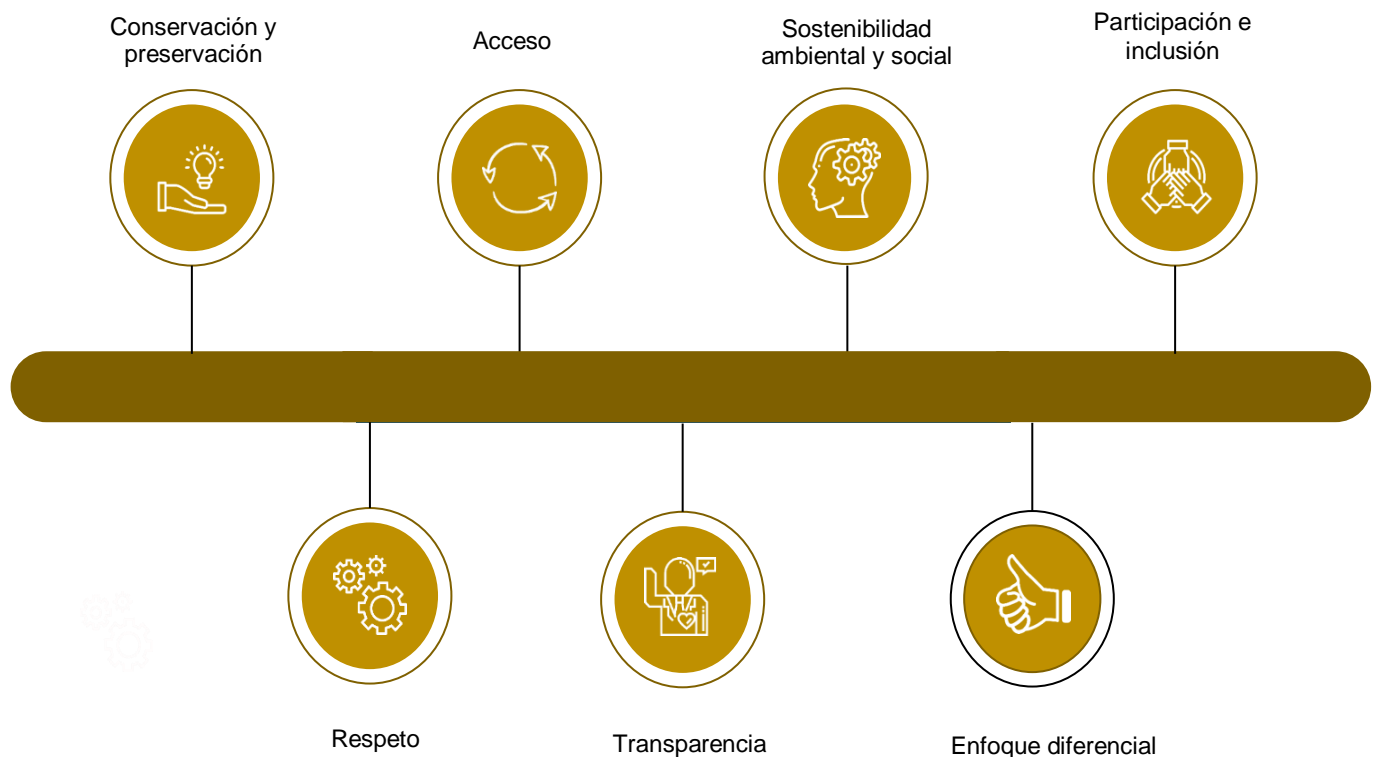 Conservación y
preservación
Acceso
Sostenibilidad
ambiental y social
Participación e
inclusión
Respeto
Transparencia
Enfoque diferencial